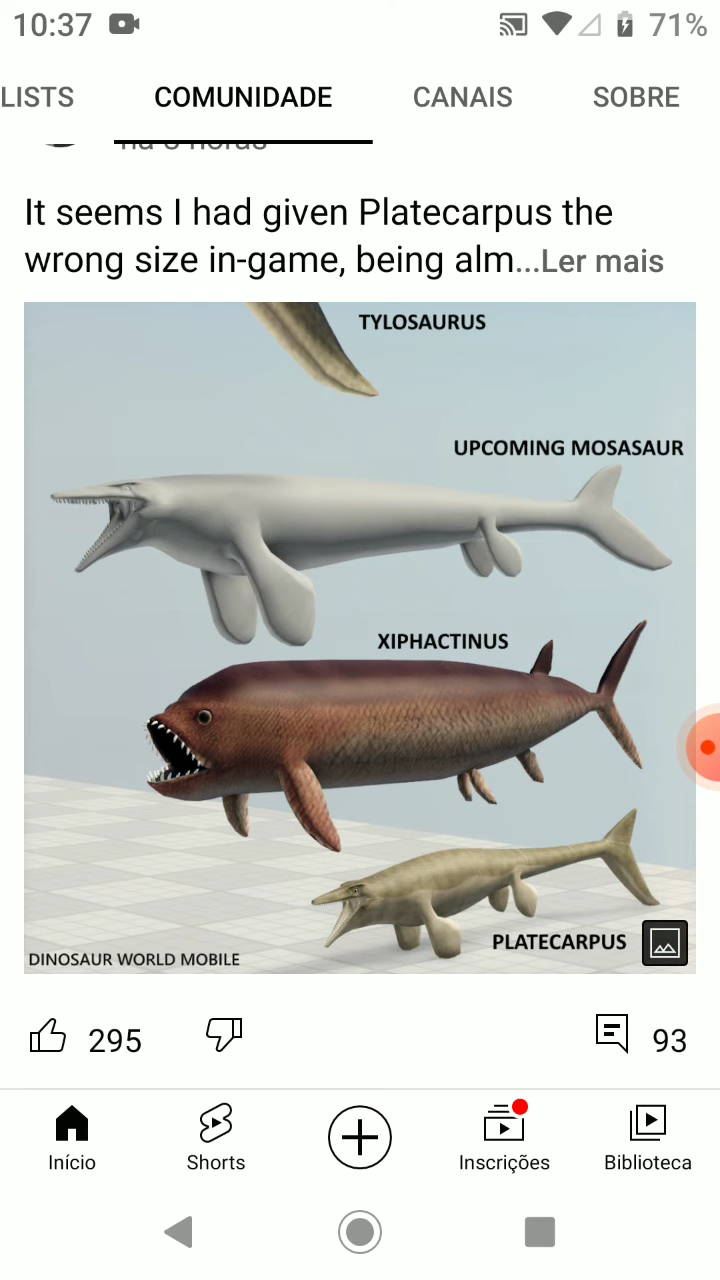 10:37
71%
LISTS
COMUNIDADE
CANAIS
SOBRE
It seems I had given Platecarpus the
wrong size in-game, being alm...Ler mais
TYLOSAURUS
UPCOMING MOSASAUR
XIPHACTINUS
PLATECARPUS
DINOSAUR WORLD MOBILE
295
93
Início
Shorts
Inscrições
Biblioteca